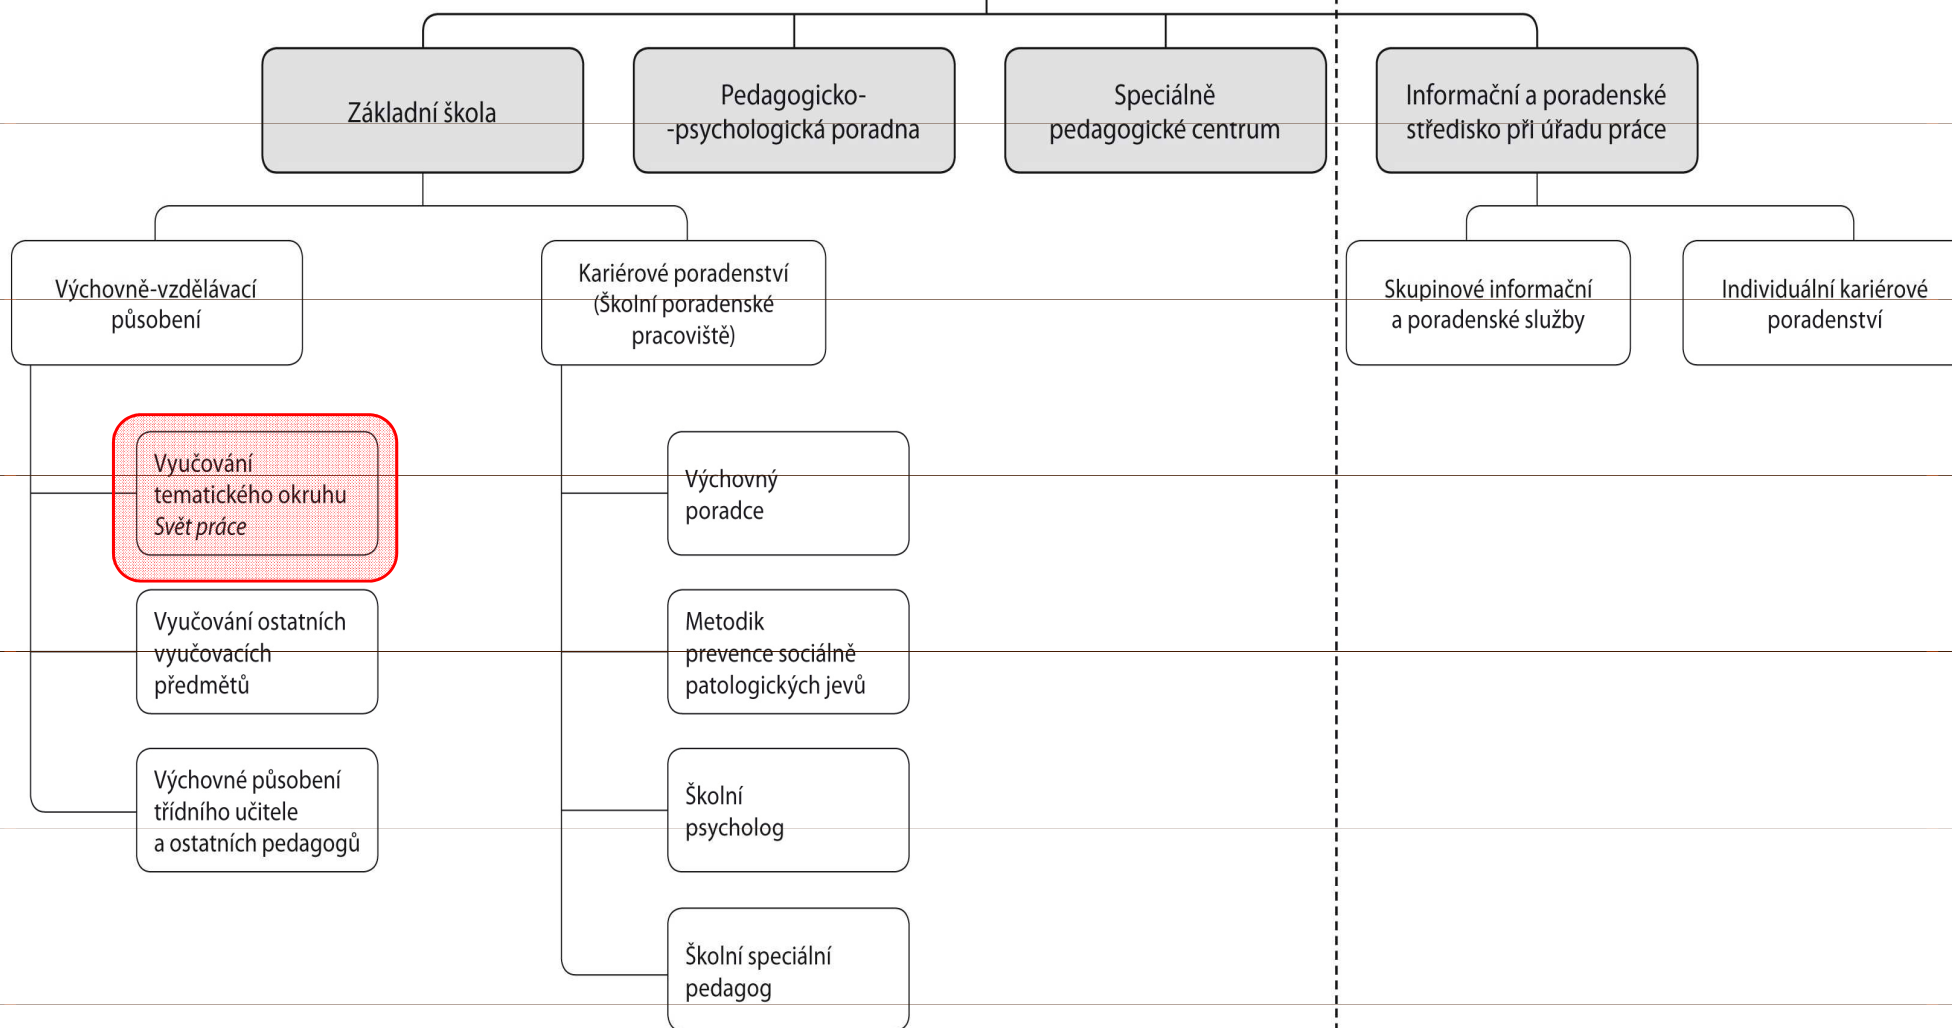 Základní škola
Pedagogicko-
-psychologická poradna
Speciálně
pedagogické centrum
Informační a poradenské
středisko při úřadu práce
Výchovně-vzdělávací
působení
Kariérové poradenství
(Školní poradenské
pracoviště)
Skupinové informační
a poradenské služby
Individuální kariérové
poradenství
Vyučování
tematického okruhu
Svět práce
Vyučování ostatních
vyučovacích
předmětů
Výchovné působení
třídního učitele
a ostatních pedagogů
Výchovný
poradce
Metodik
prevence sociálně
patologických jevů
Školní
psycholog
Školní speciální
pedagog